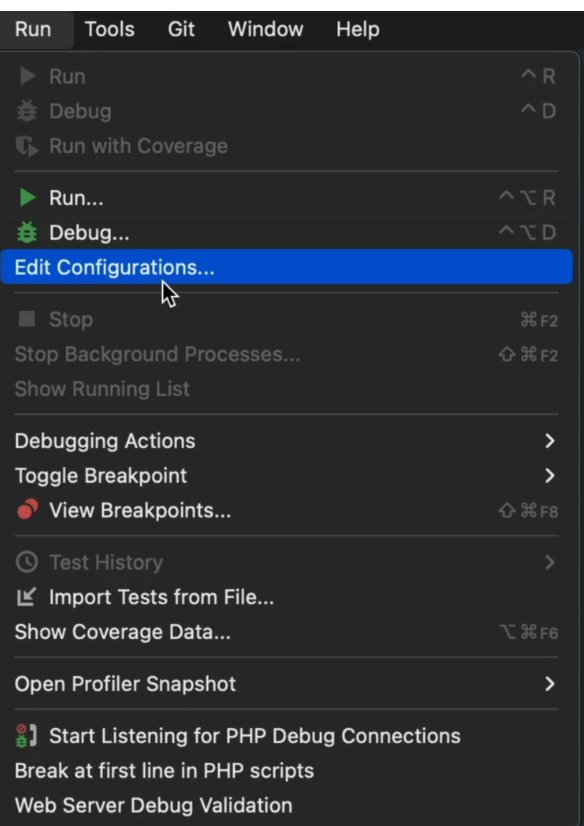 Run Tools Git Window Help
Run ^ R
Debug ^ D
Run with Coverage
Run... ^⌥ R
Debug... ^⌥ D
Edit Configurations...
Stop ⌘F2
Stop Background Processes... ⇧⌘F2
Show Running List
Debugging Actions
Toggle Breakpoint
View Breakpoints... ⇧⌘F8
Test History
Import Tests from File...
Show Coverage Data... ⌥⌘F6
Open Profiler Snapshot
Start Listening for PHP Debug Connections
Break at first line in PHP scripts
Web Server Debug Validation